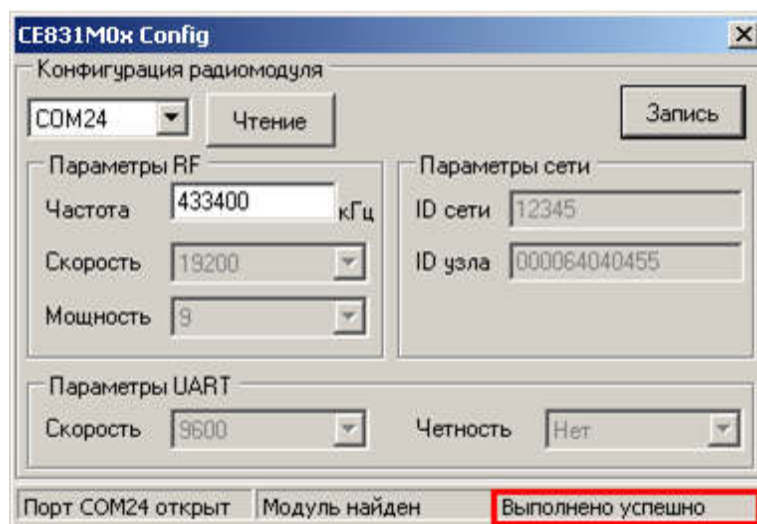 CE831M0x Config
Конфигурация радиомодуля
COM24 Чтение Запись
Параметры RF Параметры сети
Частота 433400 кГц ID сети 12345
Скорость 19200 ID узла 000064040455
Мощность 9
Параметры UART
Скорость 9600 Четность Нет
Порт COM24 открыт Модуль найден Выполнено успешно